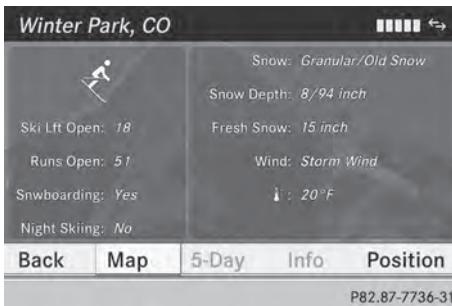 Winter Park, CO
Ski Lft Open: 18
Runs Open: 51
Snwboarding: Yes
Night Skiing: No
Snow: Granular/Old Snow
Snow Depth: 8/94 inch
Fresh Snow: 15 inch
Wind: Storm Wind
: 20°F
Back Map 5-Day Info Position
P82.87-7736-31